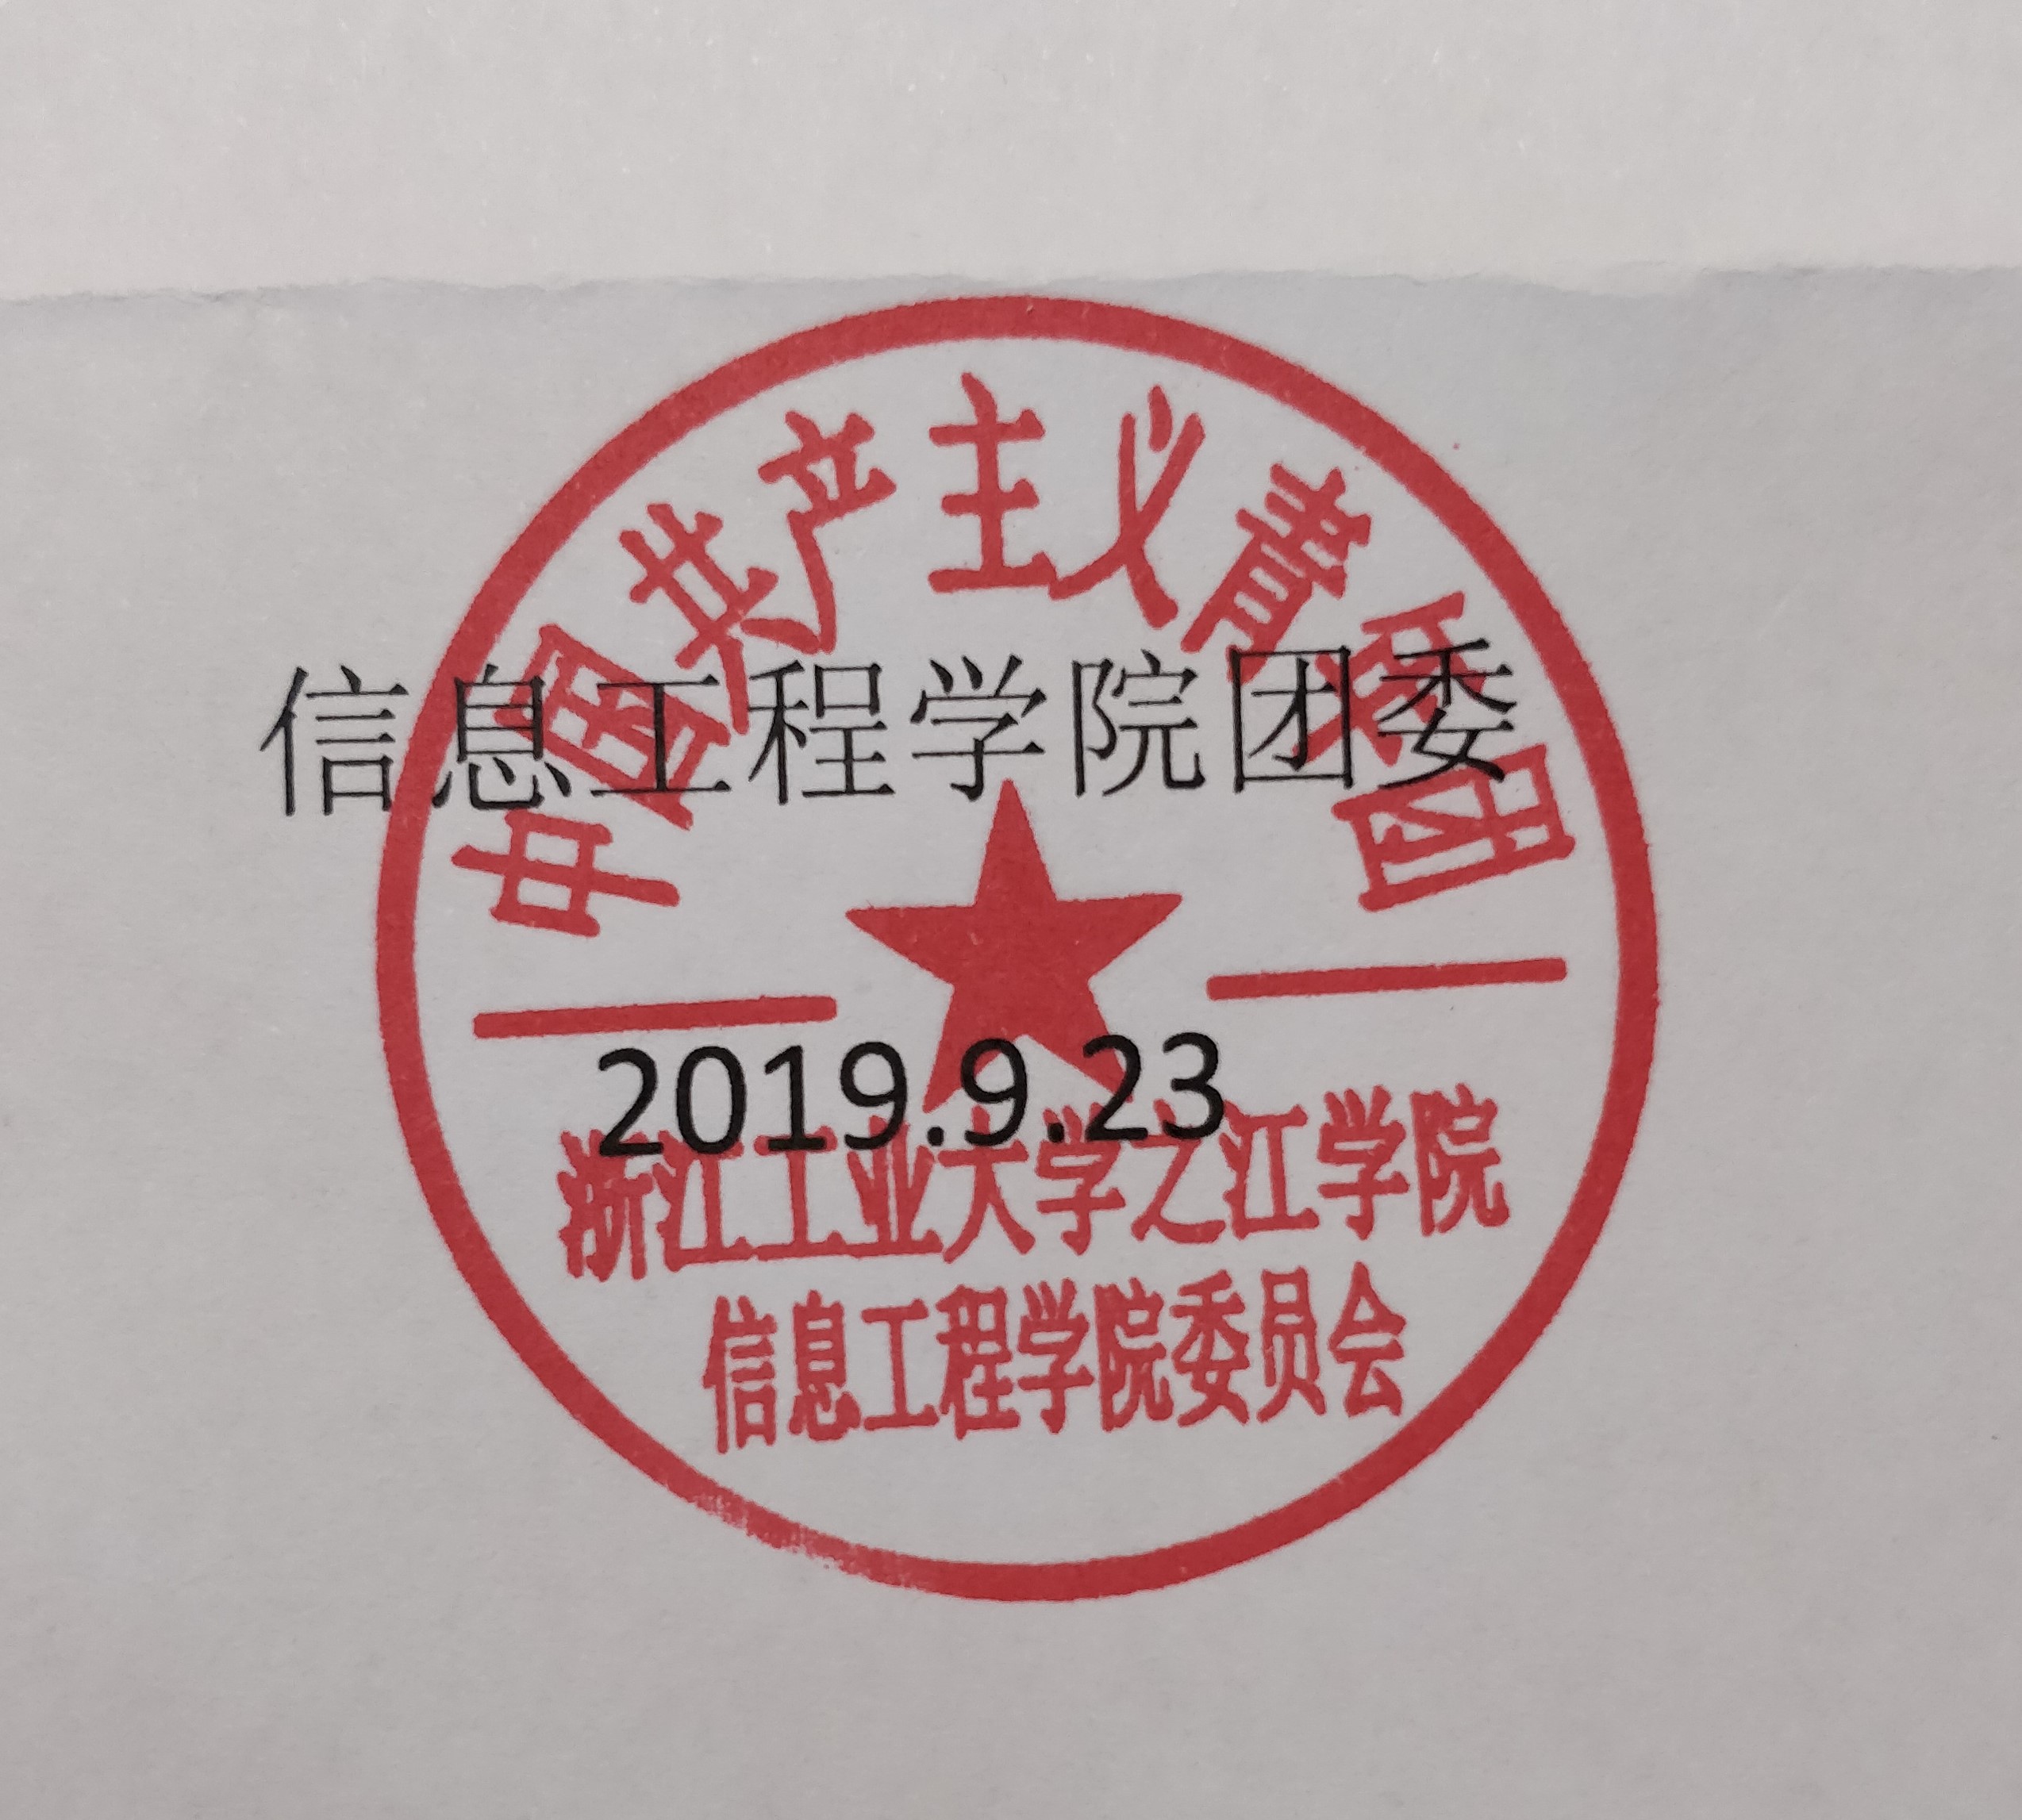 中国共产主义青年团
信息工程学院团委
2019.9.23
浙江工业大学之江学院
信息工程学院委员会